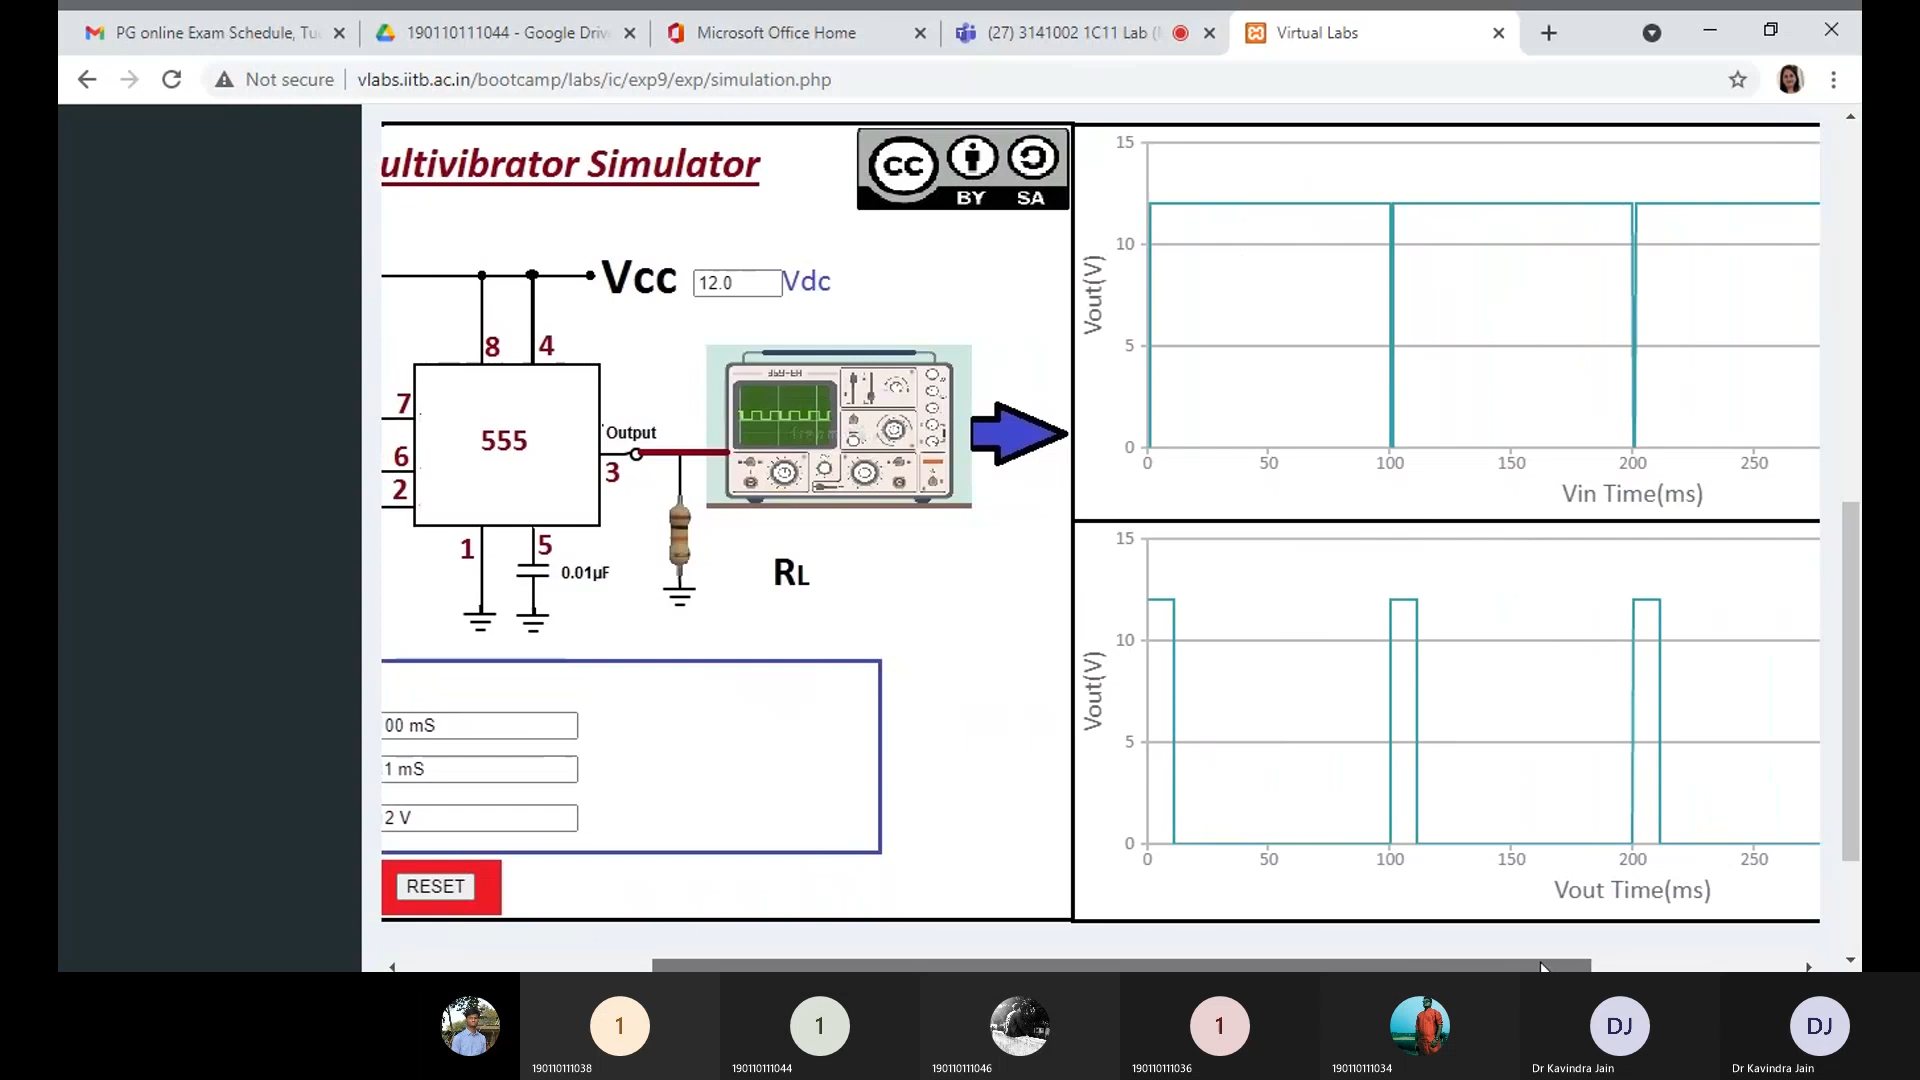 PG online Exam Schedule, Tu
190110111044 - Google Driv
Microsoft Office Home
(27) 3141002 1C11 Lab (
Virtual Labs
Not secure
vlabs.iitb.ac.in/bootcamp/labs/ic/exp9/exp/simulation.php
ultivibrator Simulator
cc
BY SA
Vcc 12.0 Vdc
8 4
7
6
2
555
Output
3
1
5
0.01μF
RL
00 mS
1 mS
2 V
RESET
15
10
5
0
Vout(V)
0 50 100 150 200 250
Vin Time(ms)
15
10
5
0
Vout(V)
0 50 100 150 200 250
Vout Time(ms)
1 1 1 DJ DJ
190110111038 190110111044 190110111046 190110111036 190110111034 Dr Kavindra Jain Dr Kavindra Jain